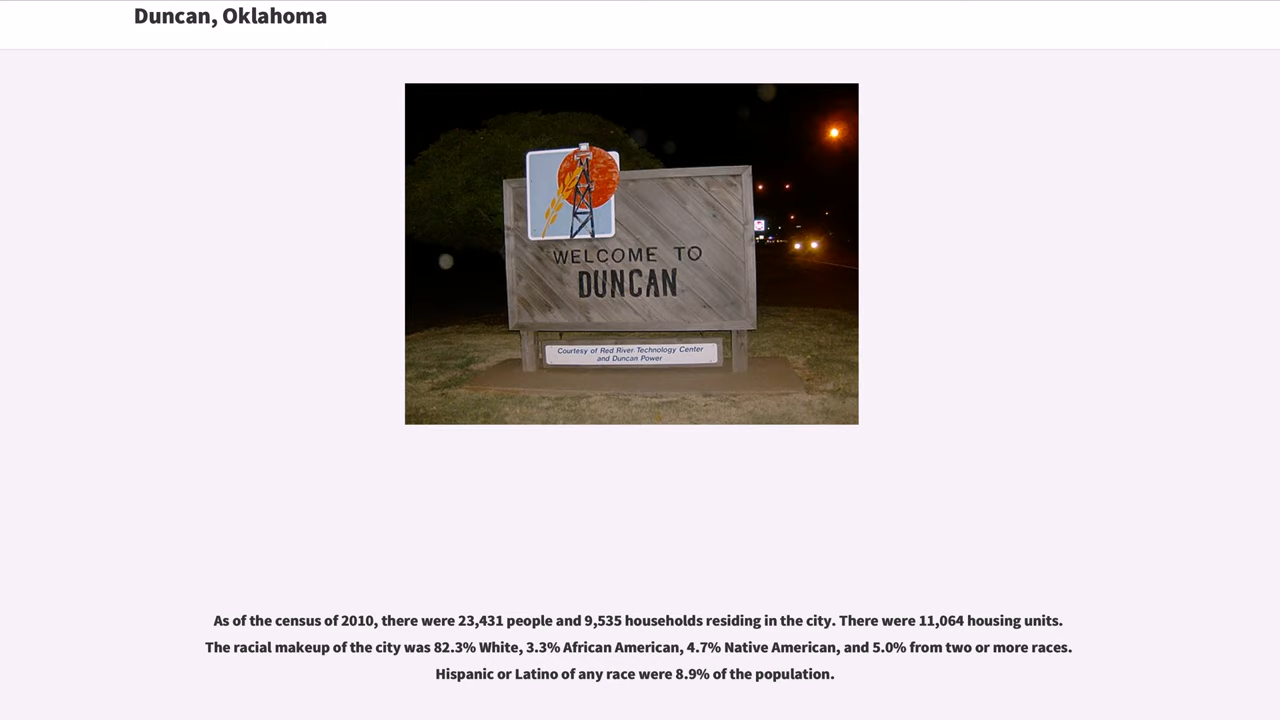 Duncan, Oklahoma
WELCOME TO
DUNCAN
Courtesy of Red River Technology Center
and Duncan Power
As of the census of 2010, there were 23,431 people and 9,535 households residing in the city. There were 11,064 housing units.
The racial makeup of the city was 82.3% White, 3.3% African American, 4.7% Native American, and 5.0% from two or more races.
Hispanic or Latino of any race were 8.9% of the population.